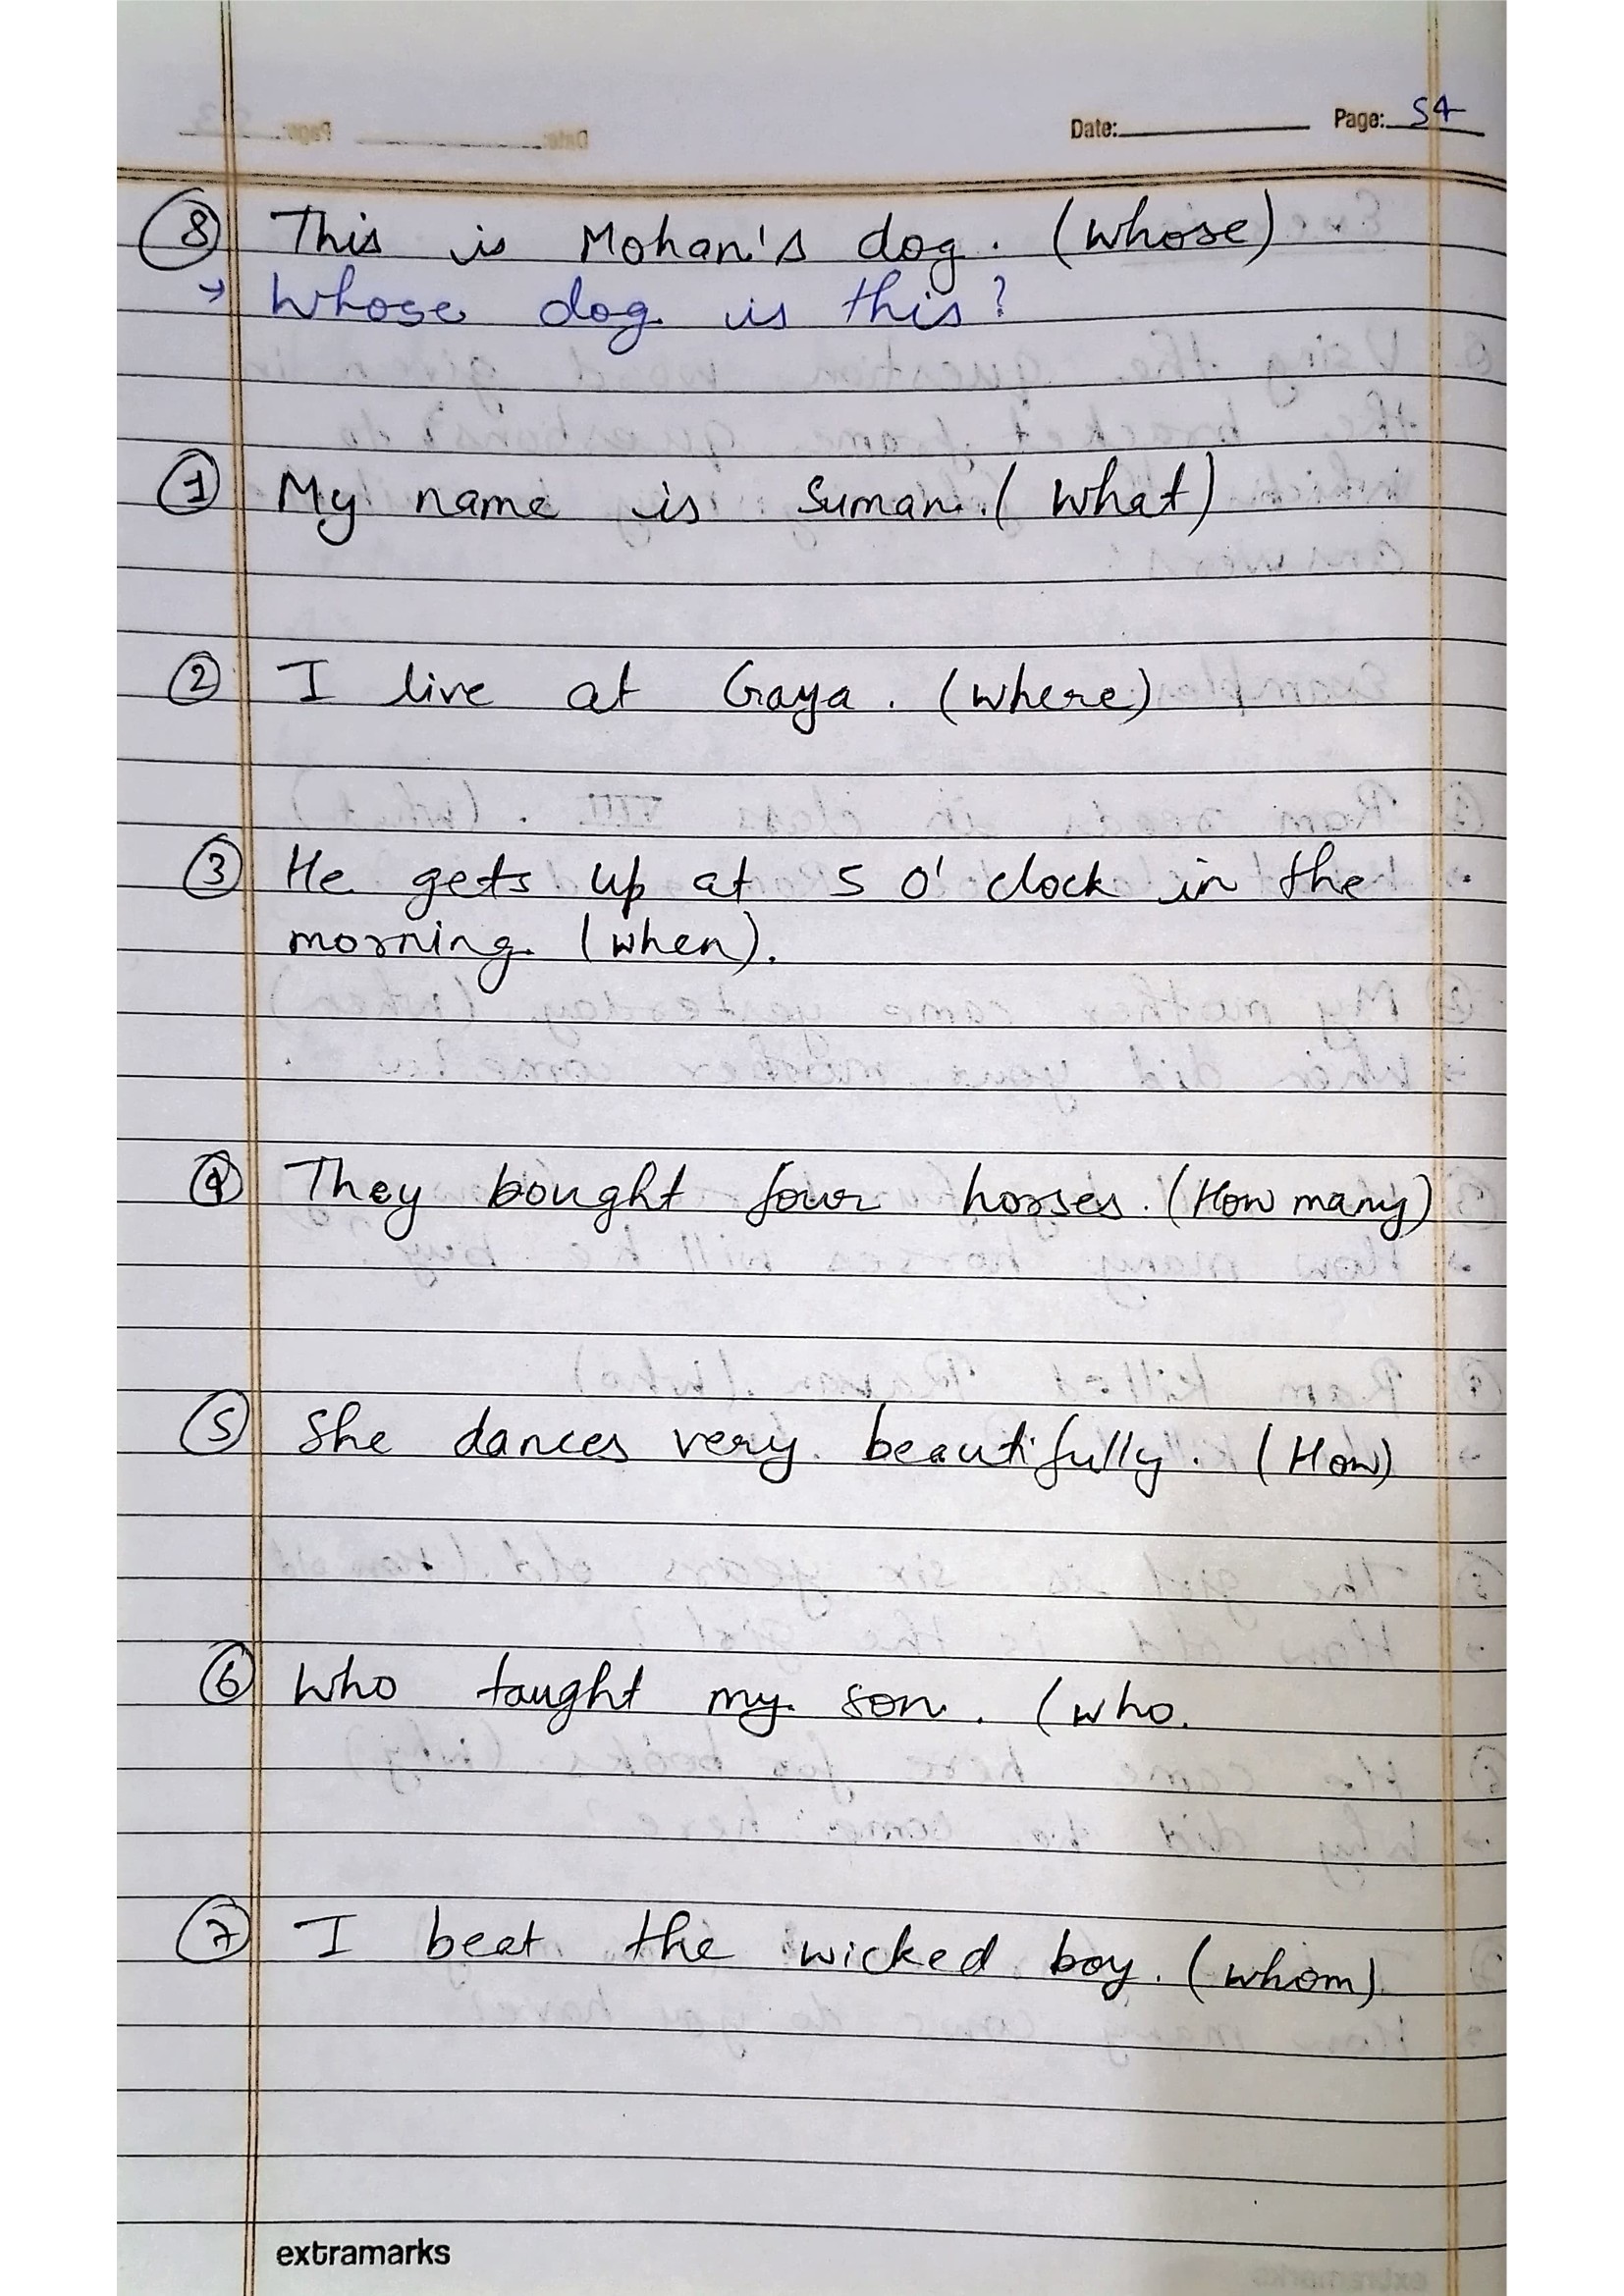 Date: Page: 54
8 This is Mohan's dog. (whose)
→ Whose dog is this?
1 My name is Suman. (what)
2 I live at Gaya. (where)
3 He gets up at 5 o'clock in the
morning. (when).
4 They bought four horses. (How many)
5 She dances very beautifully. (How)
6 Who taught my son. (who.
7 I beat the wicked boy. (whom)
extramarks